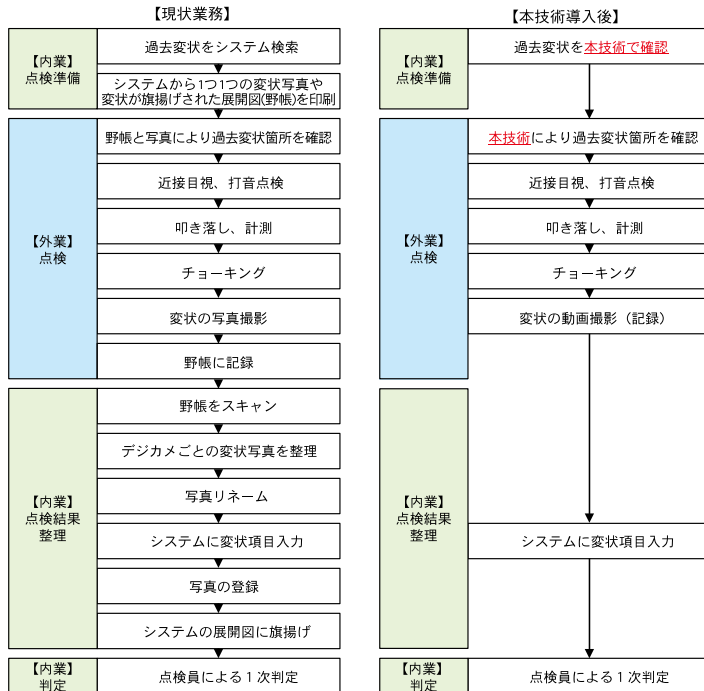 【現状業務】
【内業】
点検準備
過去変状をシステム検索
システムから1つ1つの変状写真や
変状が旗揚げされた展開図(野帳)を印刷
【外業】
点検
野帳と写真により過去変状箇所を確認
近接目視、打音点検
叩き落し、計測
チョーキング
変状の写真撮影
野帳に記録
【内業】
点検結果
整理
野帳をスキャン
デジカメごとの変状写真を整理
写真リネーム
システムに変状項目入力
写真の登録
システムの展開図に旗揚げ
【内業】
判定
点検員による1次判定
【本技術導入後】
【内業】
点検準備
過去変状を本技術で確認
【外業】
点検
本技術により過去変状箇所を確認
近接目視、打音点検
叩き落し、計測
チョーキング
変状の動画撮影（記録）
【内業】
点検結果
整理
システムに変状項目入力
【内業】
判定
点検員による1次判定